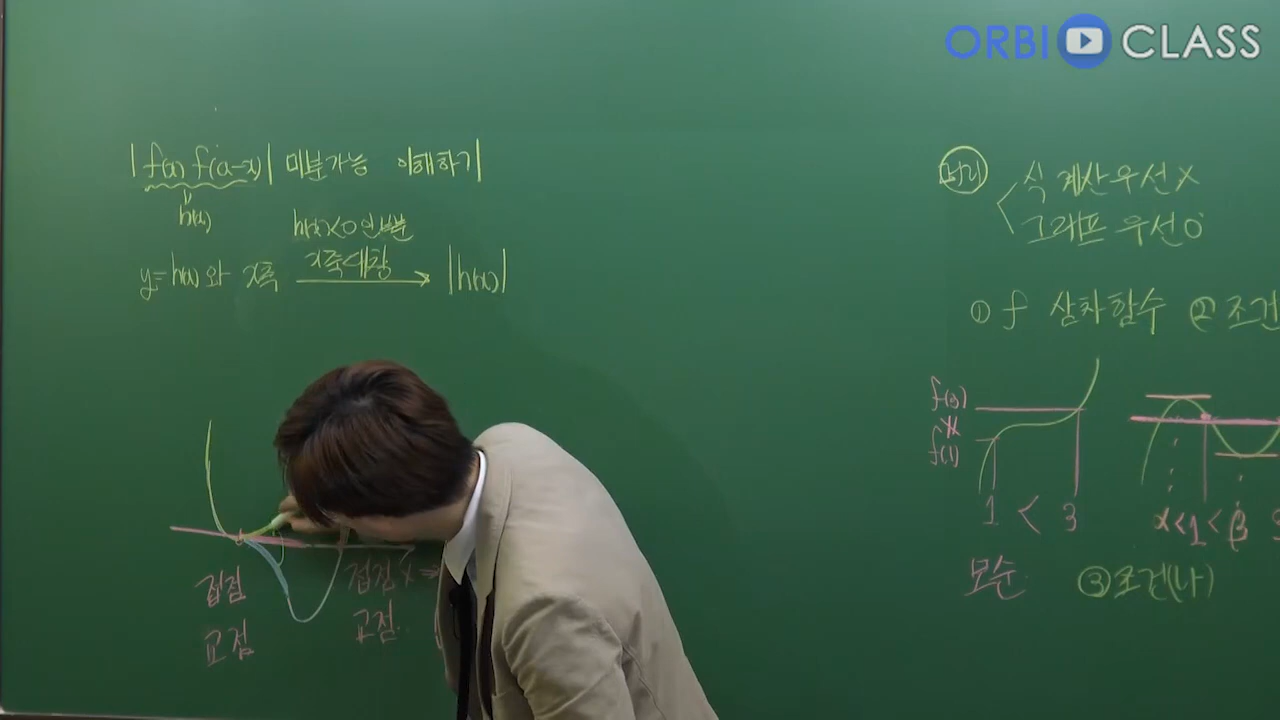 ORBI CLASS
|f(x) f(a-x)| 미분가능 이해하기
h(x)
h(x)<0 인 부분
y=h(x)와 x축 x축대칭 → |h(x)|
접점 접점 x ⇒
교점 교점
식 계산우선 X
그래프 우선 O
① f 삼차함수 ② 조건
f(3)
f(1)
1 < 3
α < 1 < β
모순 ③ 조건(나)